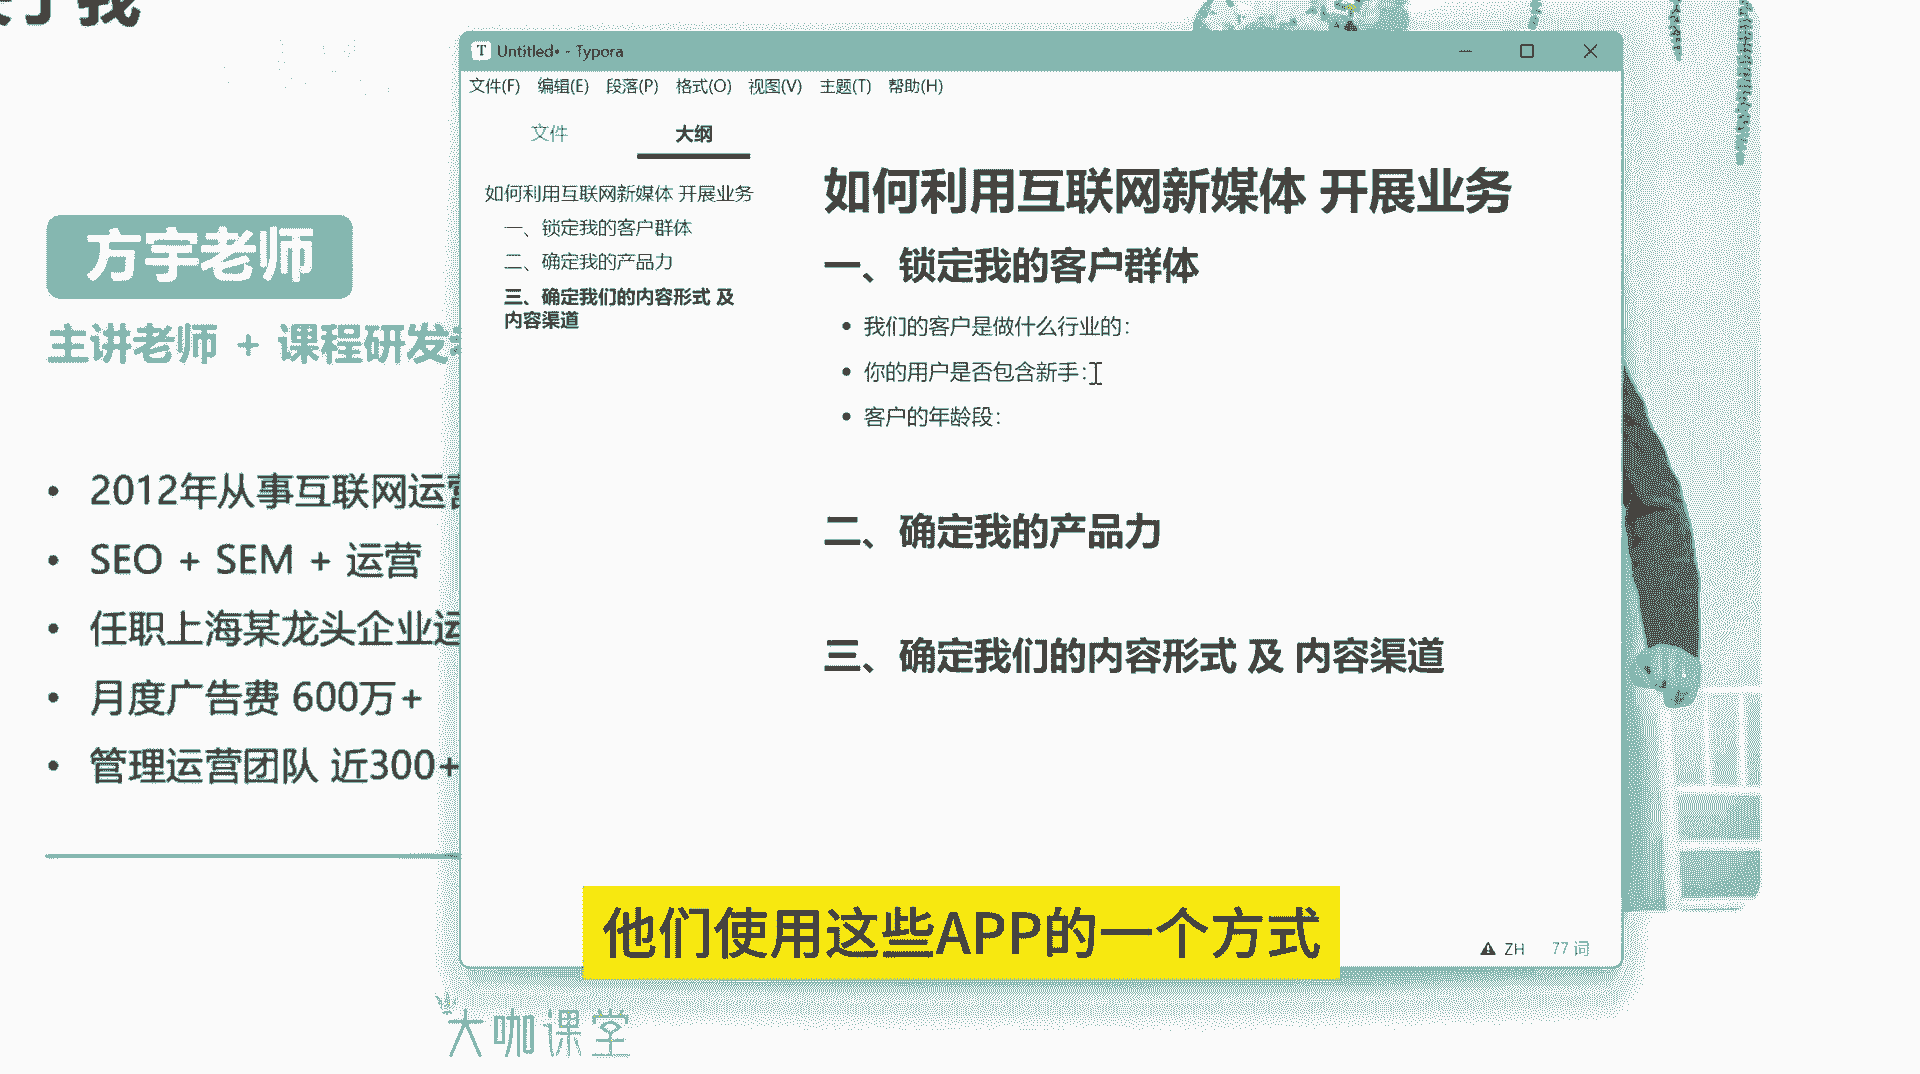 方宇老师
主讲老师 + 课程研发
• 2012年从事互联网运营
• SEO + SEM + 运营
• 任职上海某龙头企业运
• 月度广告费 600万+
• 管理运营团队 近300+
Untitled• - Typora
文件(F) 编辑(E) 段落(P) 格式(O) 视图(V) 主题(T) 帮助(H)
文件 大纲
如何利用互联网新媒体 开展业务
一、锁定我的客户群体
二、确定我的产品力
三、确定我们的内容形式 及
内容渠道
如何利用互联网新媒体 开展业务
一、锁定我的客户群体
• 我们的客户是做什么行业的：
• 你的用户是否包含新手：
• 客户的年龄段：
二、确定我的产品力
三、确定我们的内容形式 及 内容渠道
ZH 77 词
他们使用这些APP的一个方式
大咖课堂